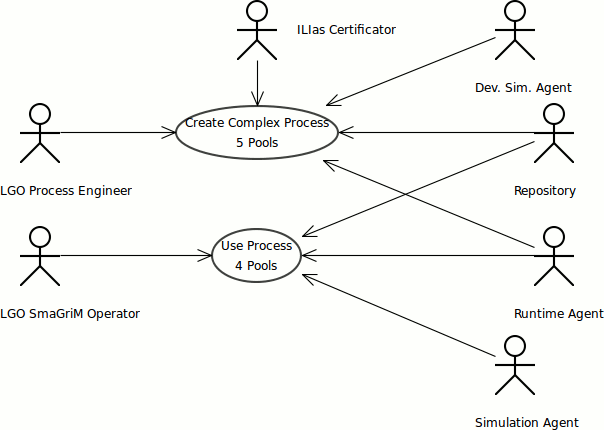 ILIas Certificator
Dev. Sim. Agent
Create Complex Process
5 Pools
LGO Process Engineer
Repository
Use Process
4 Pools
LGO SmaGriM Operator
Runtime Agent
Simulation Agent